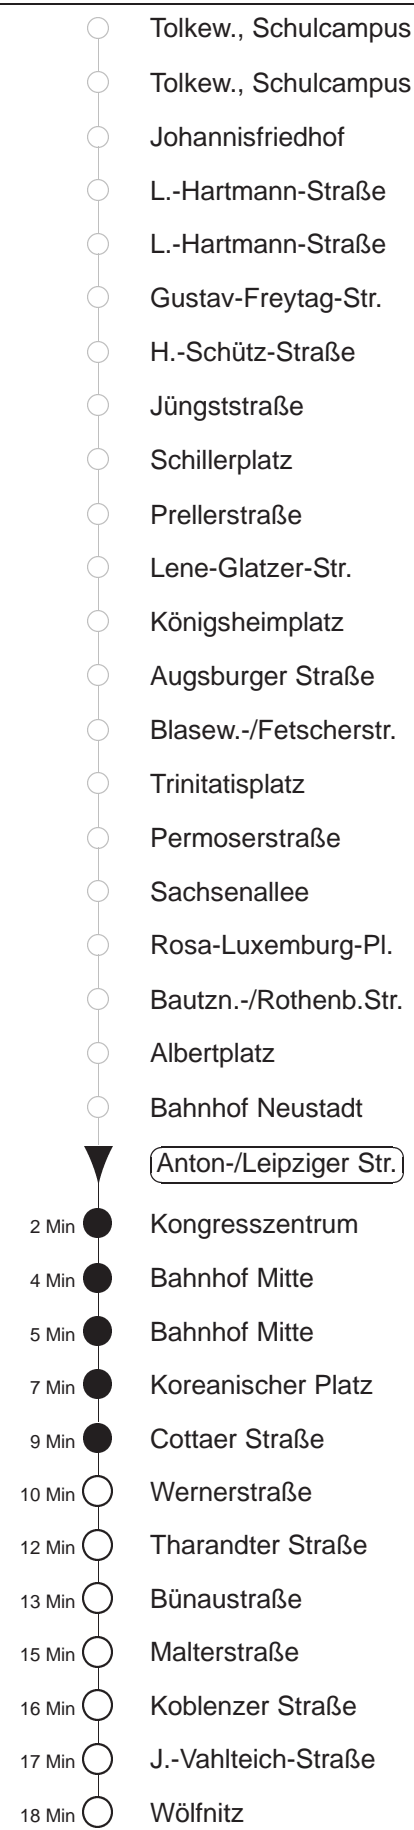 Tolkew., Schulcampus
Tolkew., Schulcampus
Johannisfriedhof
L.-Hartmann-Straße
L.-Hartmann-Straße
Gustav-Freytag-Str.
H.-Schütz-Straße
Jüngststraße
Schillerplatz
Prellerstraße
Lene-Glatzer-Str.
Königsheimplatz
Augsburger Straße
Blasew.-/Fetscherstr.
Trinitatisplatz
Permoserstraße
Sachsenallee
Rosa-Luxemburg-Pl.
Bautzn.-/Rothenb.Str.
Albertplatz
Bahnhof Neustadt
Anton-/Leipziger Str.
2 Min Kongresszentrum
4 Min Bahnhof Mitte
5 Min Bahnhof Mitte
7 Min Koreanischer Platz
9 Min Cottaer Straße
10 Min Wernerstraße
12 Min Tharandter Straße
13 Min Bünaustraße
15 Min Malterstraße
16 Min Koblenzer Straße
17 Min J.-Vahlteich-Straße
18 Min Wölfnitz